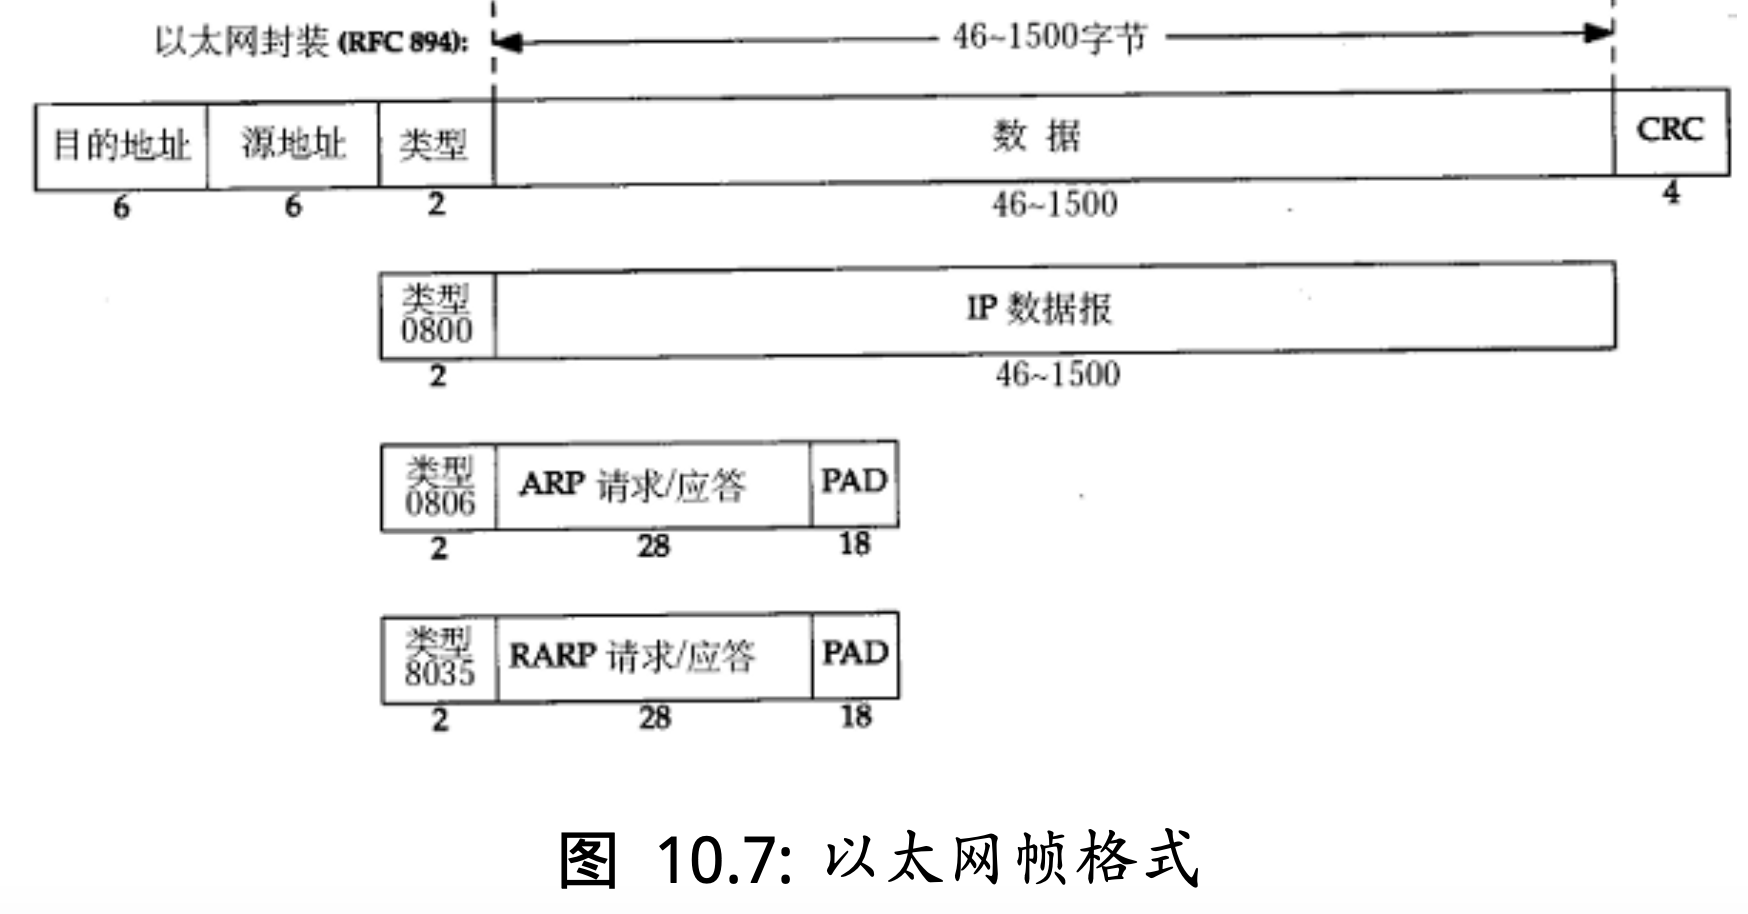 以太网封装 (RFC 894):
46~1500字节
目的地址 源地址 类型 数 据 CRC
6 6 2 46~1500 4
类型
0800
IP 数据报
2 46~1500
类型
0806
ARP 请求/应答 PAD
2 28 18
类型
8035
RARP 请求/应答 PAD
2 28 18
图 10.7: 以太网帧格式